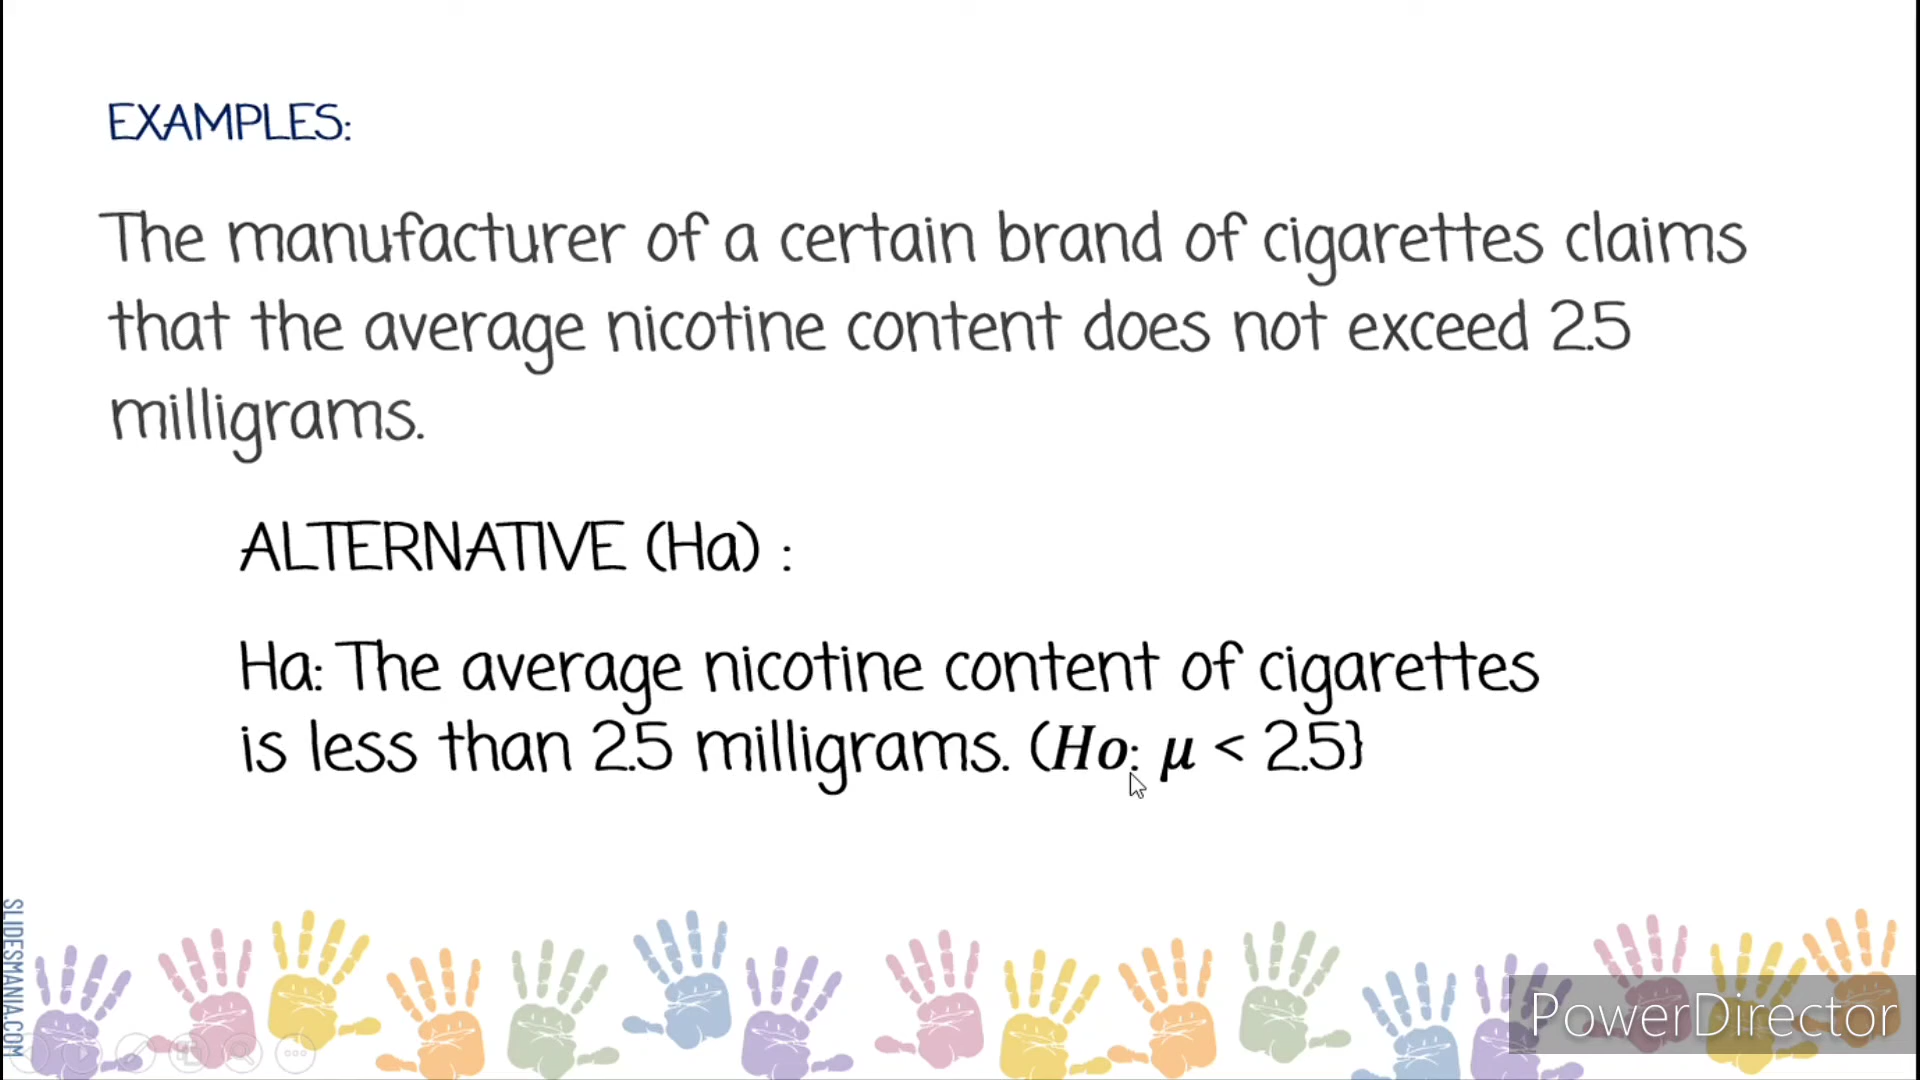 EXAMPLES:
The manufacturer of a certain brand of cigarettes claims
that the average nicotine content does not exceed 2.5
milligrams.
ALTERNATIVE (Ha) :
Ha: The average nicotine content of cigarettes
is less than 2.5 milligrams. (Ho: μ < 2.5}
SLIDESMANIA.COM
PowerDirector